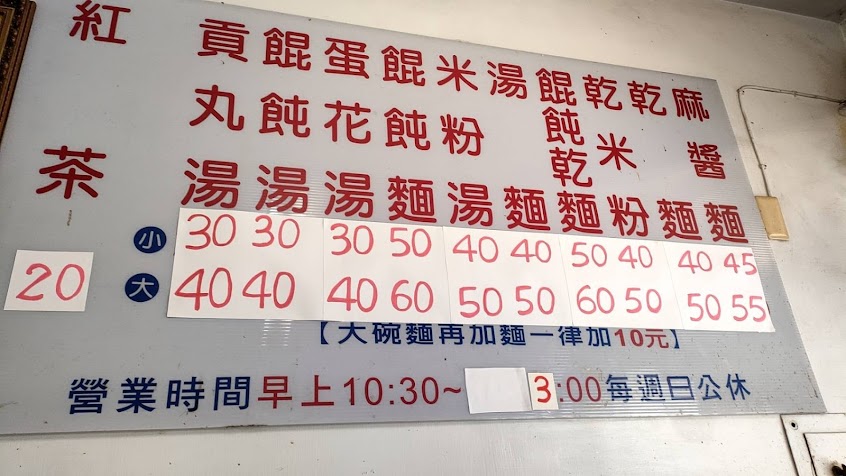 麻醬麵
乾麵
乾米粉
餛飩乾麵
湯麵
米粉湯
餛飩麵
蛋花湯
餛飩湯
貢丸湯
紅茶
小 30 30 30 50 40 40 50 40 40 45
20 大 40 40 40 60 50 50 60 50 50 55
【大碗麵再加麵一律加10元】
營業時間早上10:30~ 3:00每週日公休